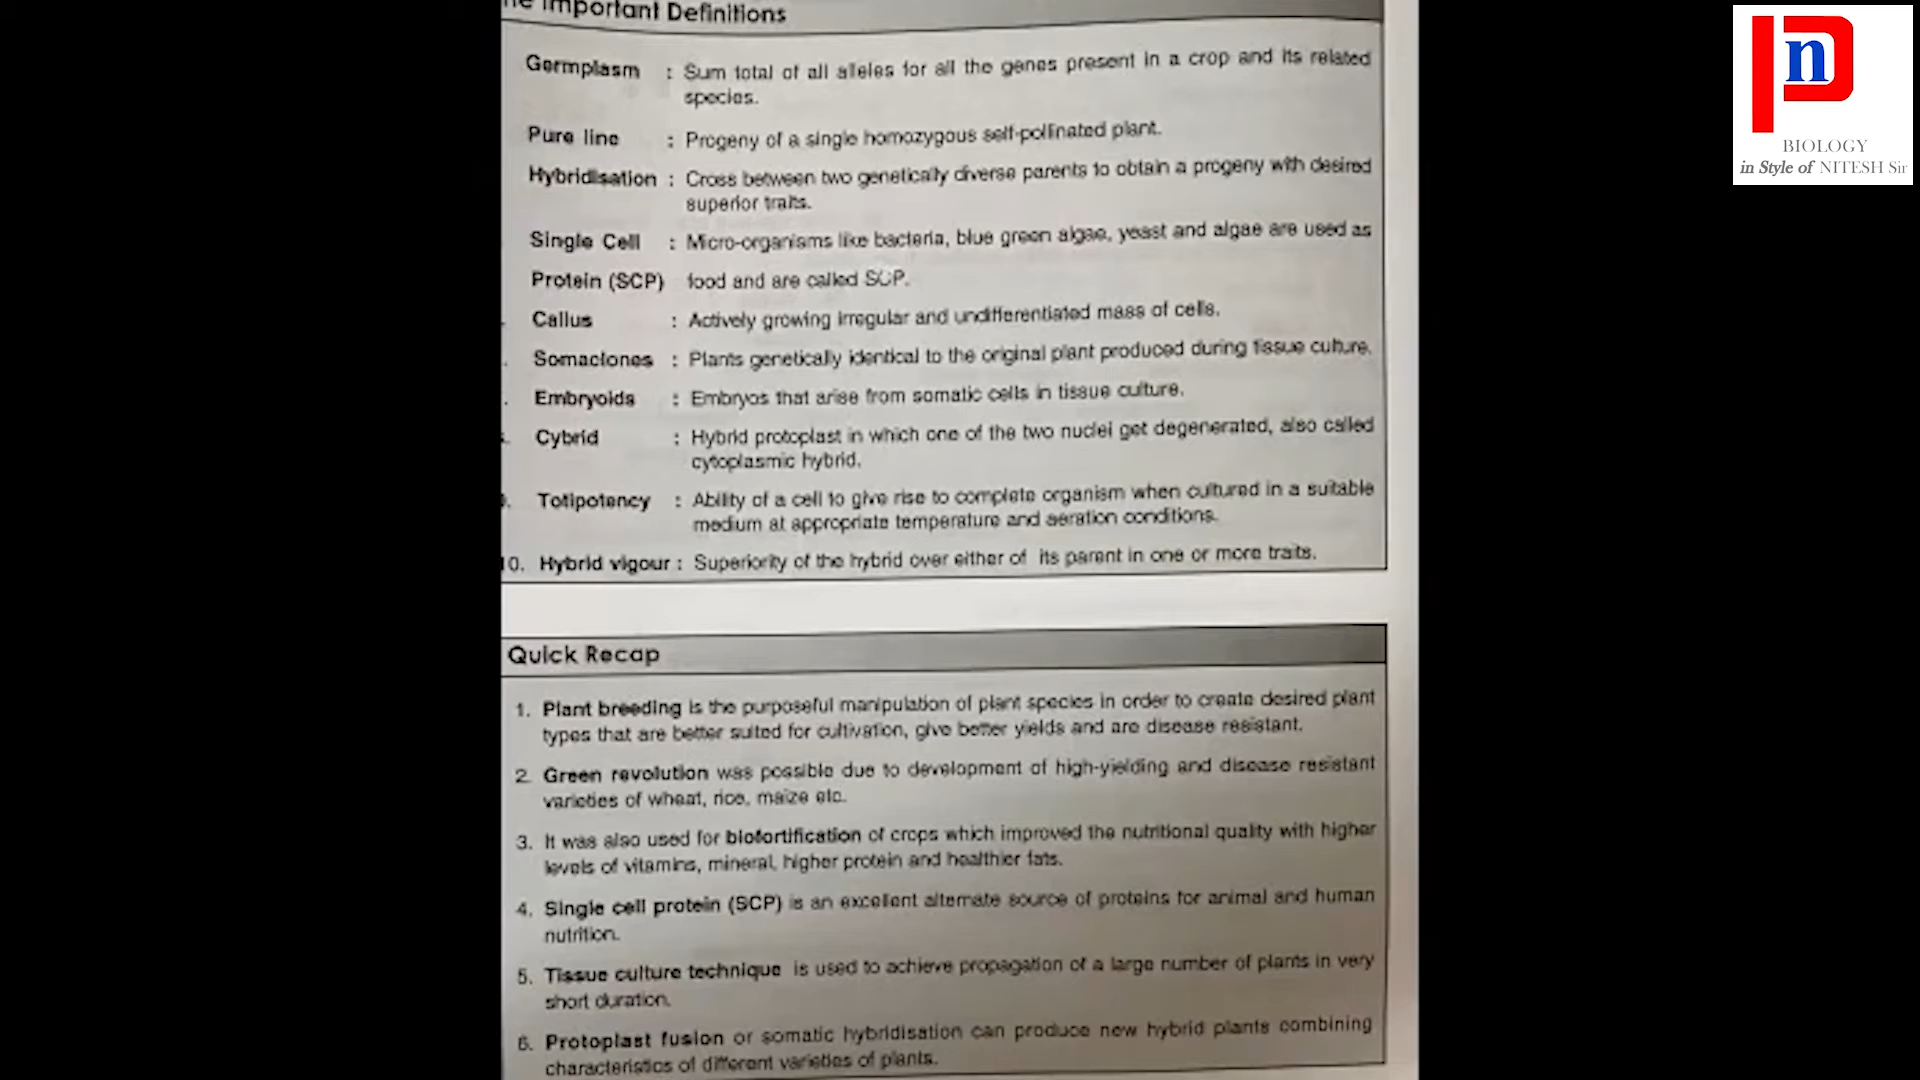 he Important Definitions
Germplasm : Sum total of all alleles for all the genes present in a crop and its related
species.
Pure line : Progeny of a single homozygous self-pollinated plant.
Hybridisation : Cross between two genetically diverse parents to obtain a progeny with desired
superior traits.
Single Cell : Micro-organisms like bacteria, blue green algae, yeast and algae are used as
Protein (SCP) food and are called SCP.
Callus : Actively growing irregular and undifferentiated mass of cells.
Somaclones : Plants genetically identical to the original plant produced during tissue culture.
Embryoids : Embryos that arise from somatic cells in tissue culture.
Cybrid : Hybrid protoplast in which one of the two nuclei get degenerated, also called
cytoplasmic hybrid.
Totipotency : Ability of a cell to give rise to complete organism when cultured in a suitable
medium at appropriate temperature and aeration conditions.
10. Hybrid vigour : Superiority of the hybrid over either of its parent in one or more traits.
Quick Recap
1. Plant breeding is the purposeful manipulation of plant species in order to create desired plant
types that are better suited for cultivation, give better yields and are disease resistant.
2. Green revolution was possible due to development of high-yielding and disease resistant
varieties of wheat, rice, maize etc.
3. It was also used for biofortification of crops which improved the nutritional quality with higher
levels of vitamins, mineral, higher protein and healthier fats.
4. Single cell protein (SCP) is an excellent alternate source of proteins for animal and human
nutrition.
5. Tissue culture technique is used to achieve propagation of a large number of plants in very
short duration.
6. Protoplast fusion or somatic hybridisation can produce new hybrid plants combining
characteristics of different varieties of plants.
Pn
BIOLOGY
in Style of NITESH Sir